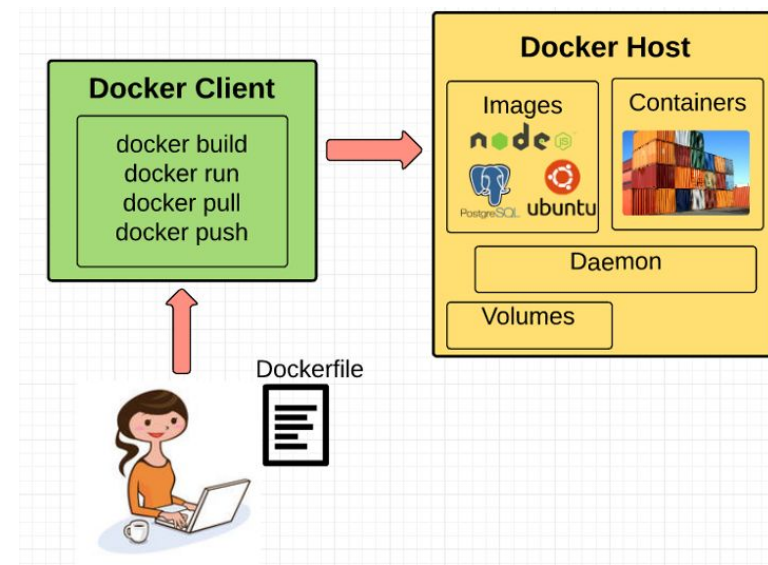 Docker Client
docker build
docker run
docker pull
docker push
Docker Host
Images
node JS
PostgreSQL
ubuntu
Containers
Daemon
Volumes
Dockerfile